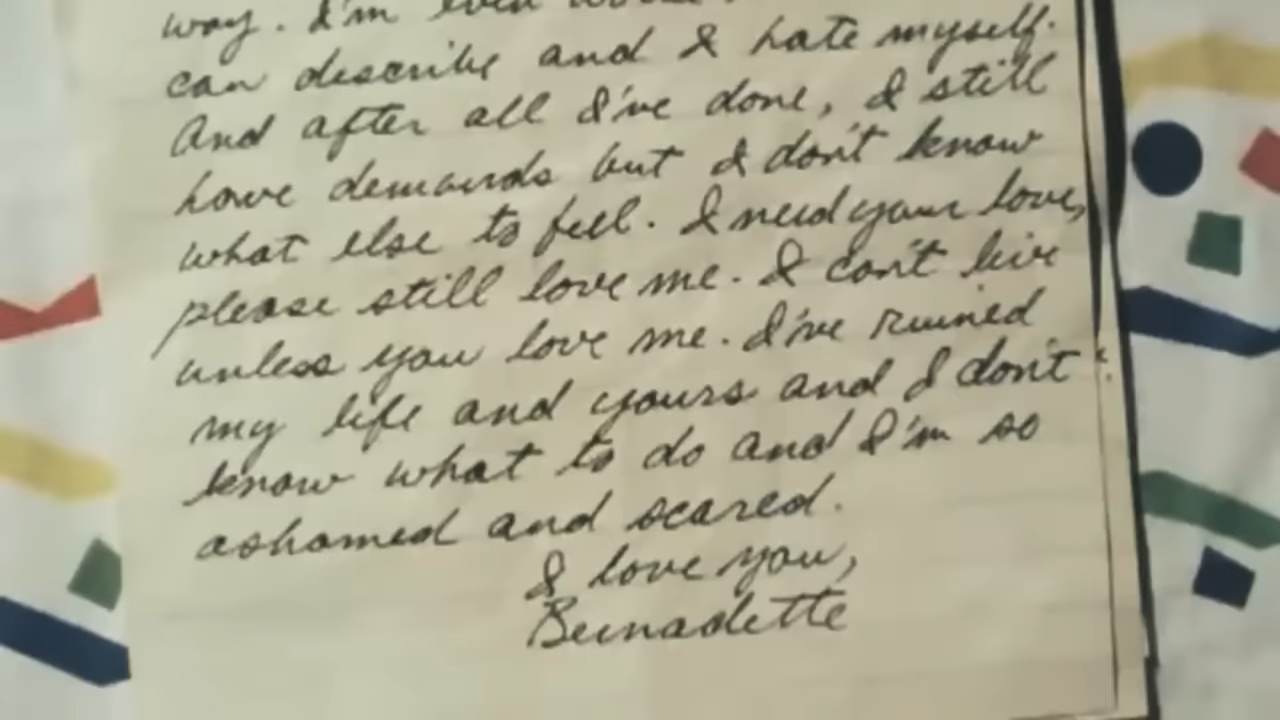 way. I'm even
can describe and I hate myself.
And after all I've done, I still
have demands but I don't know
what else to feel. I need your love,
please still love me. I can't live
unless you love me. I've ruined
my life and yours and I don't
know what to do and I'm so
ashamed and scared.
I love you,
Bernadette